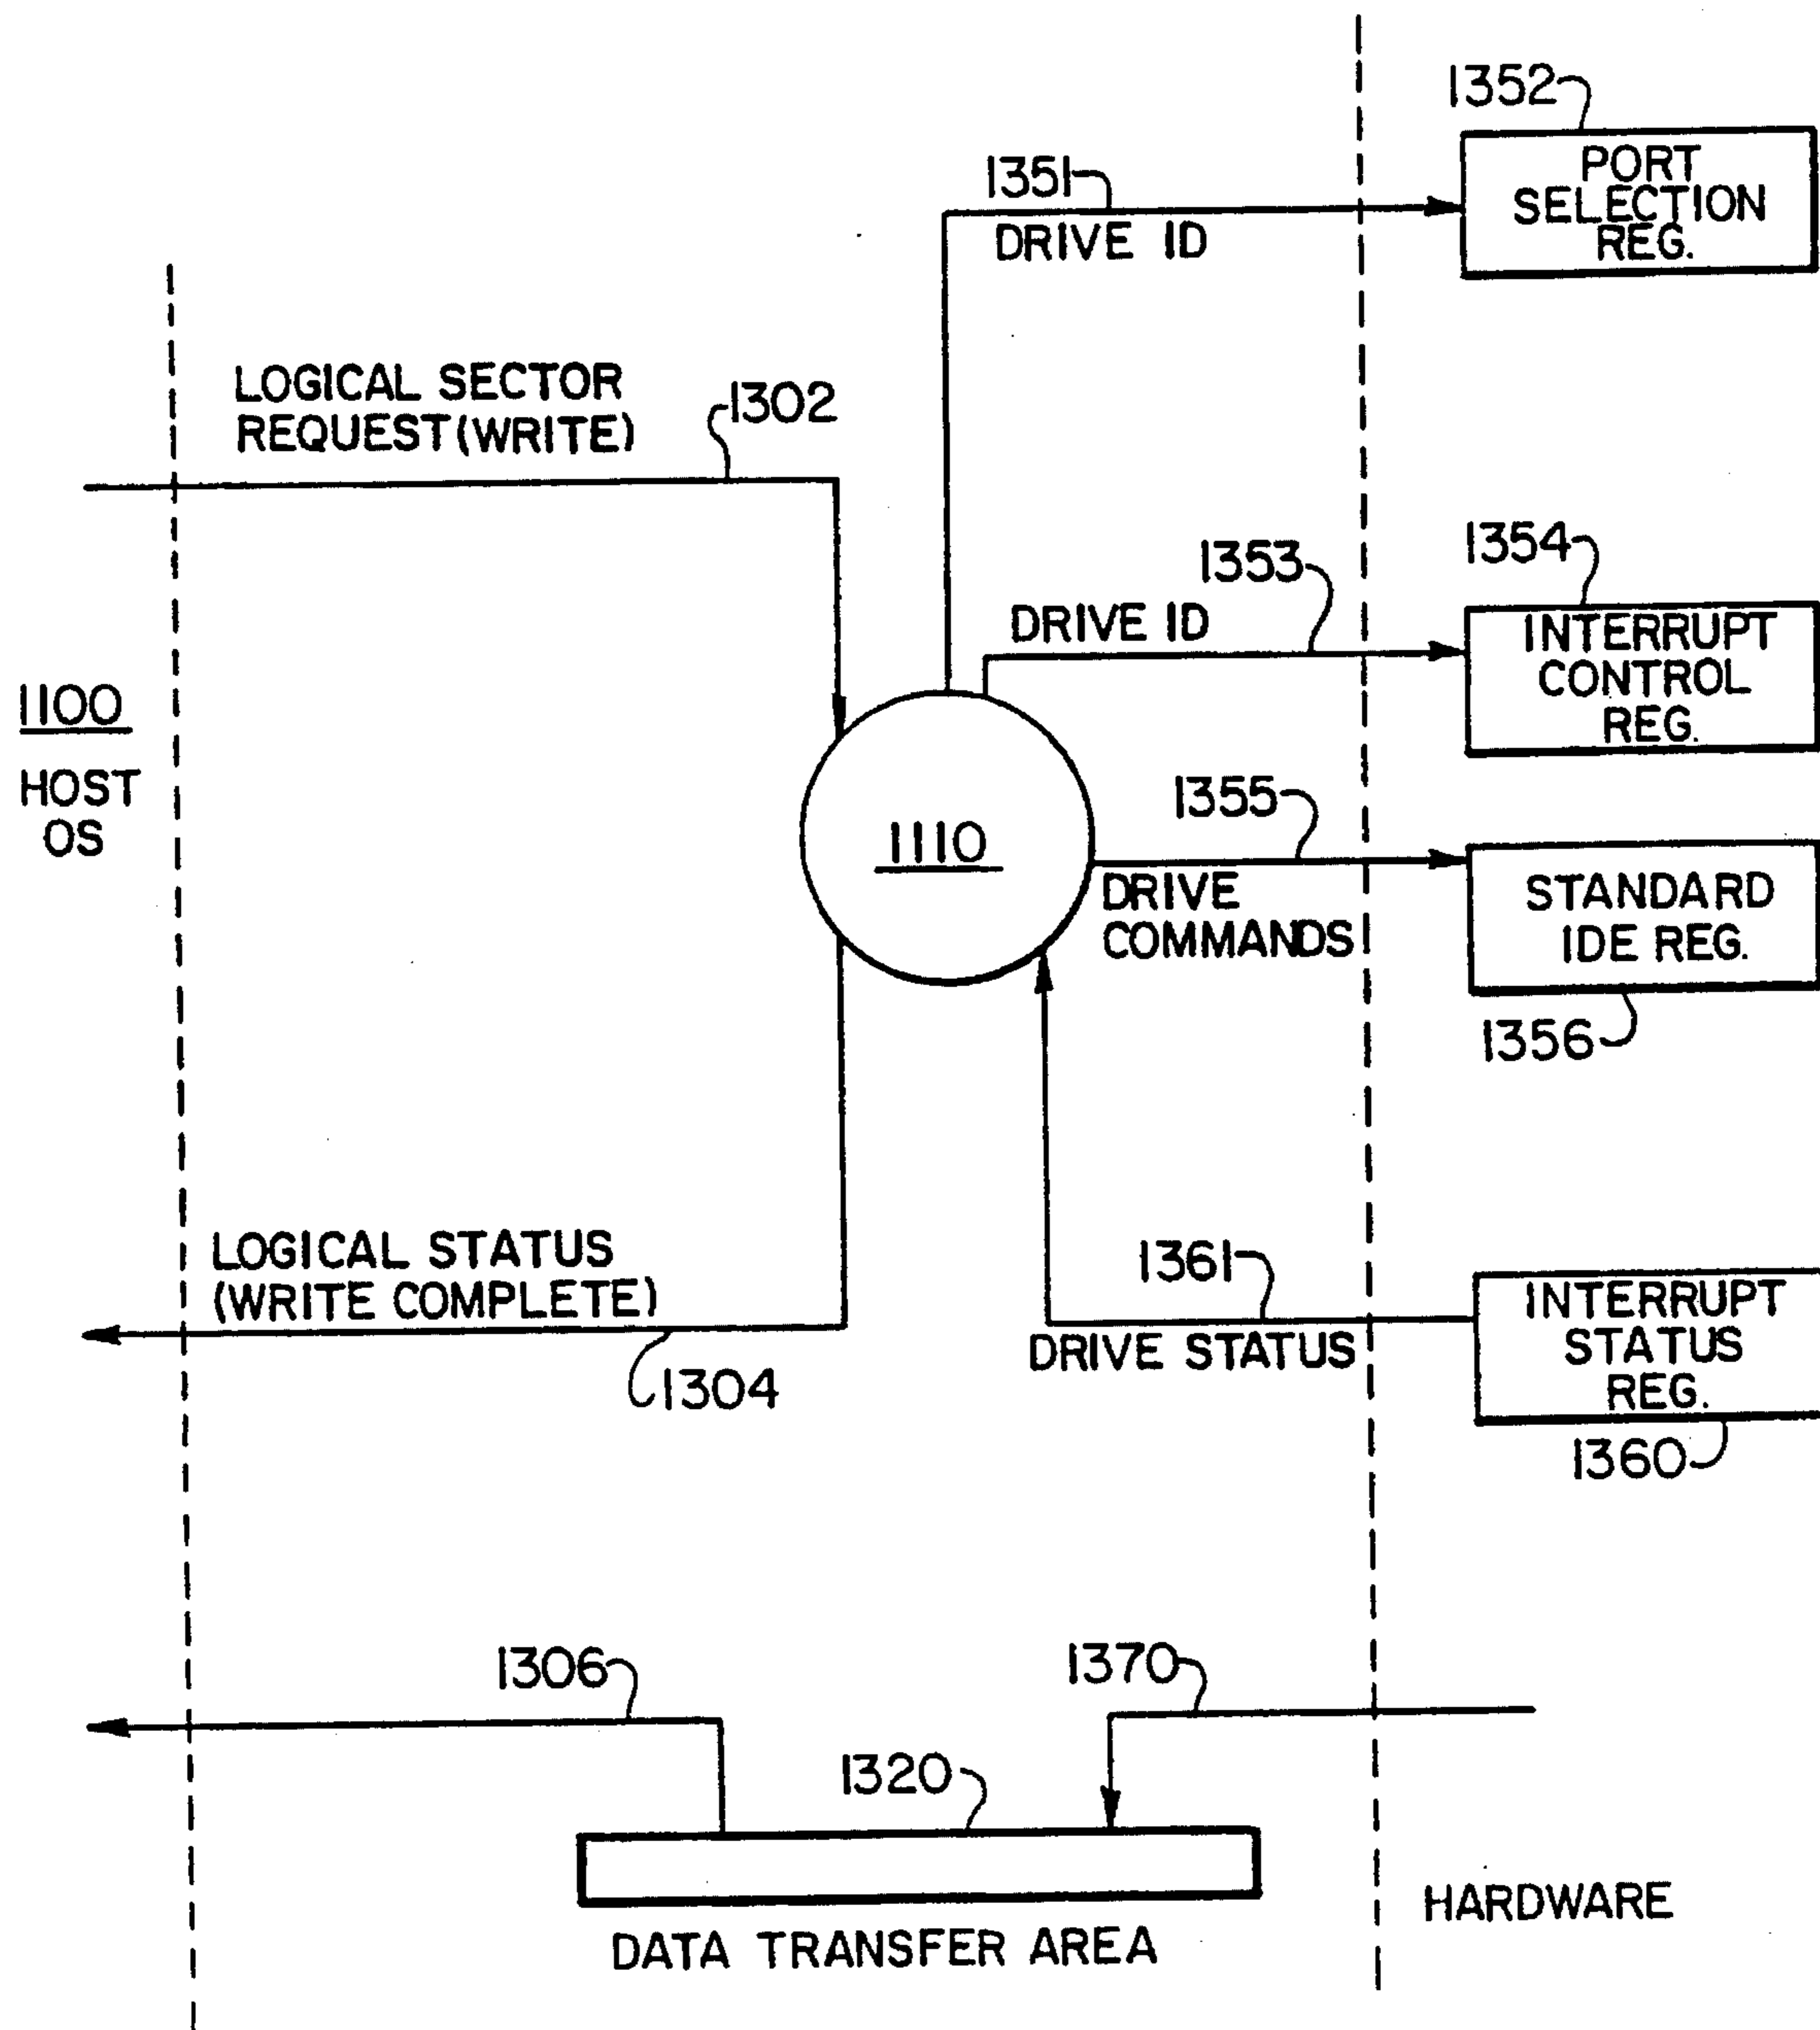 1352
PORT
SELECTION
REG.
1351
DRIVE ID
LOGICAL SECTOR
REQUEST (WRITE)
1302
1354
INTERRUPT
CONTROL
REG.
1353
DRIVE ID
1100
HOST
OS
1110
1355
DRIVE
COMMANDS
STANDARD
IDE REG.
1356
LOGICAL STATUS
(WRITE COMPLETE)
1304
1361
DRIVE STATUS
INTERRUPT
STATUS
REG.
1360
1306
1370
1320
DATA TRANSFER AREA
HARDWARE